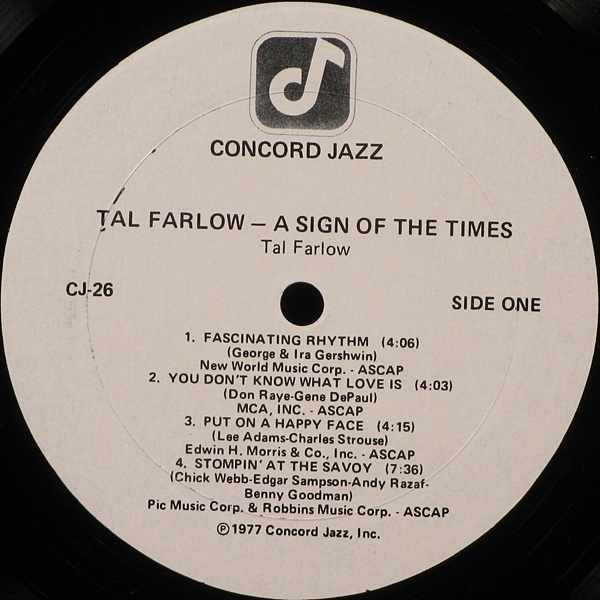 CONCORD JAZZ
TAL FARLOW – A SIGN OF THE TIMES
Tal Farlow
CJ-26
SIDE ONE
1. FASCINATING RHYTHM (4:06)
(George & Ira Gershwin)
New World Music Corp. - ASCAP
2. YOU DON'T KNOW WHAT LOVE IS (4:03)
(Don Raye-Gene DePaul)
MCA, INC. - ASCAP
3. PUT ON A HAPPY FACE (4:15)
(Lee Adams-Charles Strouse)
Edwin H. Morris & Co., Inc. - ASCAP
4. STOMPIN' AT THE SAVOY (7:36)
(Chick Webb-Edgar Sampson-Andy Razaf-
Benny Goodman)
Pic Music Corp. & Robbins Music Corp. - ASCAP
℗1977 Concord Jazz, Inc.